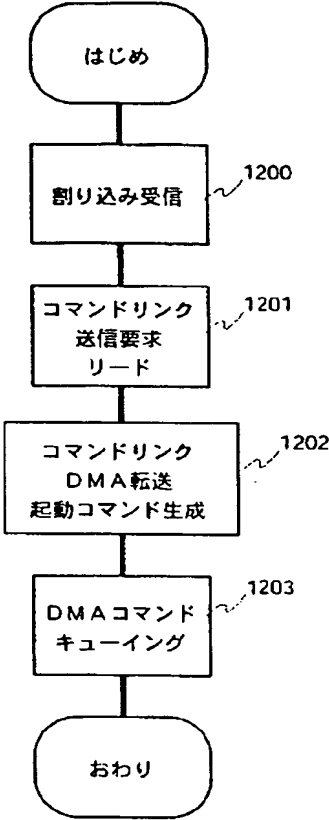 はじめ
割り込み受信
1200
コマンドリンク
送信要求
リード
1201
コマンドリンク
DMA転送
起動コマンド生成
1202
DMAコマンド
キューイング
1203
おわり